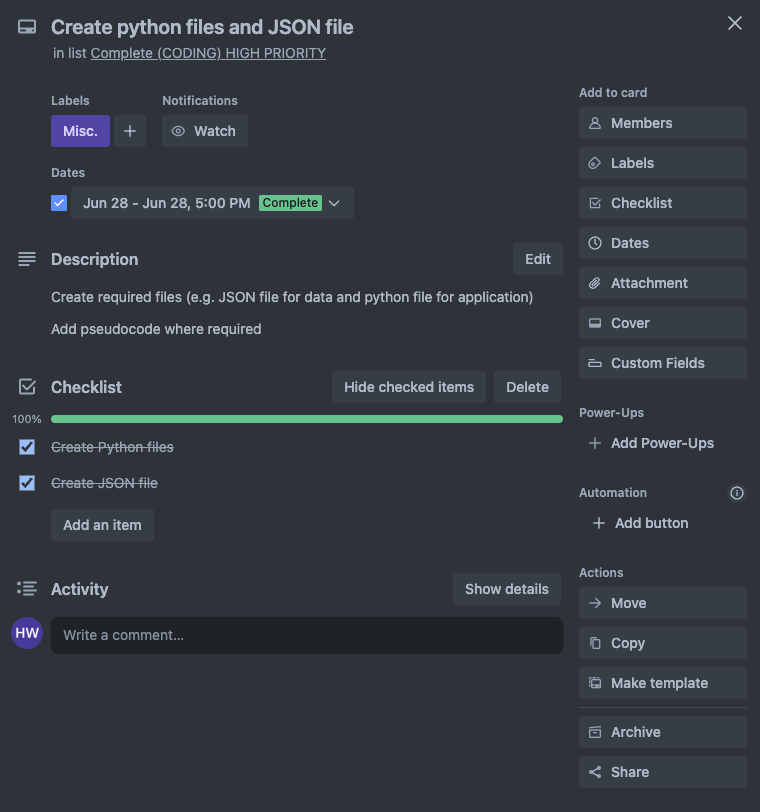 Create python files and JSON file
in list Complete (CODING) HIGH PRIORITY
Labels
Notifications
Misc.
Watch
Dates
Jun 28 - Jun 28, 5:00 PM Complete
Description
Edit
Create required files (e.g. JSON file for data and python file for application)
Add pseudocode where required
Checklist
Hide checked items
Delete
100%
Create Python files
Create JSON file
Add an item
Activity
Show details
HW
Write a comment...
Add to card
Members
Labels
Checklist
Dates
Attachment
Cover
Custom Fields
Power-Ups
+ Add Power-Ups
Automation
+ Add button
Actions
Move
Copy
Make template
Archive
Share